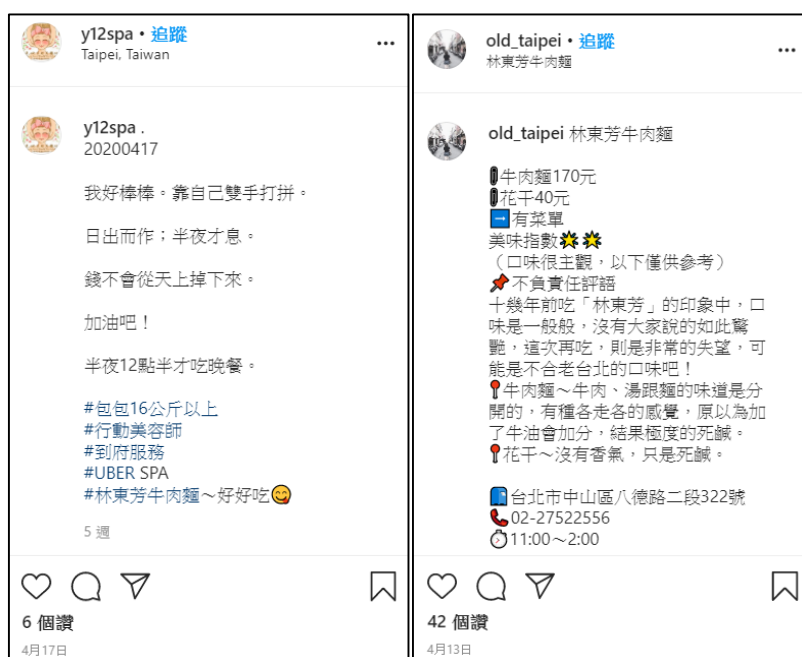 y12spa • 追蹤
Taipei, Taiwan
y12spa .
20200417
我好棒棒。靠自己雙手打拼。
日出而作；半夜才息。
錢不會從天上掉下來。
加油吧！
半夜12點半才吃晚餐。
#包包16公斤以上
#行動美容師
#到府服務
#UBER SPA
#林東芳牛肉麵～好好吃😋
5 週
6 個讚
4月17日
old_taipei • 追蹤
林東芳牛肉麵
old_taipei 林東芳牛肉麵
牛肉麵170元
花干40元
➡️有菜單
美味指數🌟🌟
（口味很主觀，以下僅供參考）
📌不負責任評語
十幾年前吃「林東芳」的印象中，口
味是一般般，沒有大家說的如此驚
艷，這次再吃，則是非常的失望，可
能是不合老台北的口味吧！
📍牛肉麵～牛肉、湯跟麵的味道是分
開的，有種各走各的感覺，原以為加
了牛油會加分，結果極度的死鹹。
📍花干～沒有香氣，只是死鹹。
📘台北市中山區八德路二段322號
📞02-27522556
⏱11:00～2:00
42 個讚
4月13日